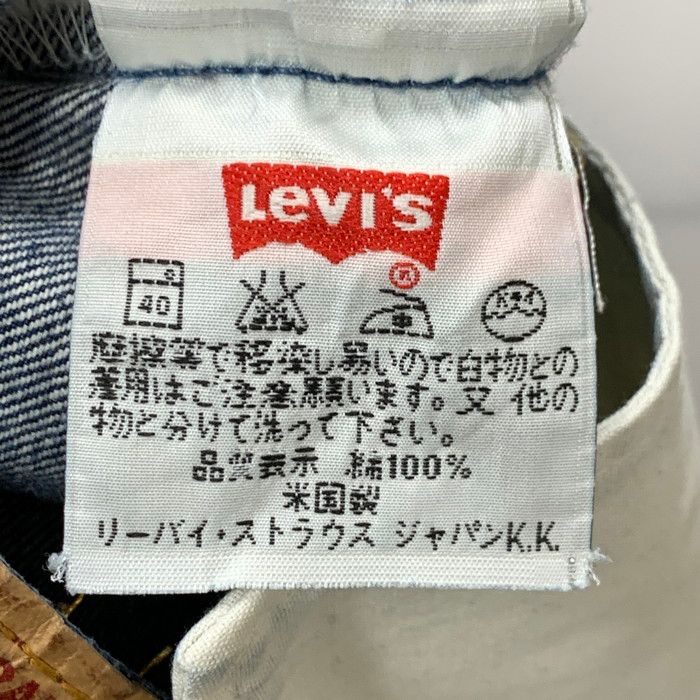 Levi's
R
40
摩擦等で移染し易いので白物との
着用はご注意願います。又 他の
物と分けて洗って下さい。
品質表示 綿100%
米国製
リーバイ・ストラウス ジャパンK.K.